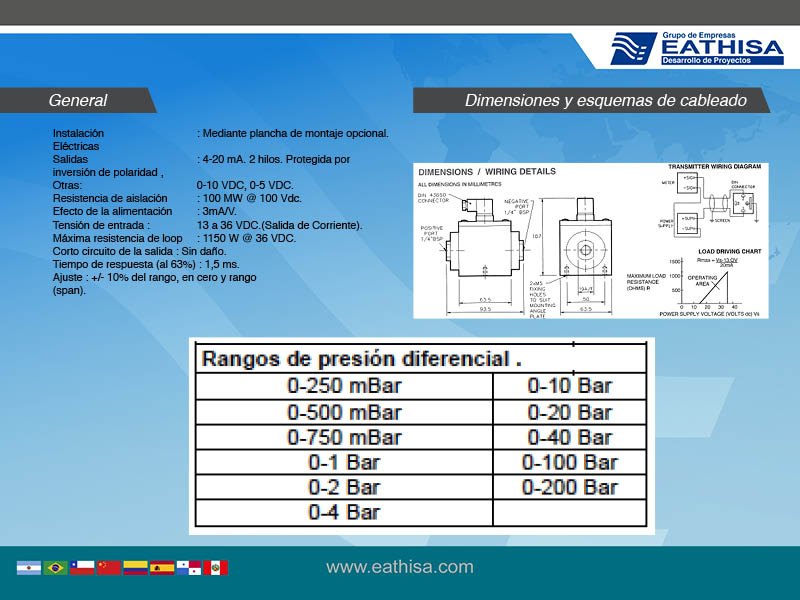 Grupo de Empresas
EATHISA
Desarrollo de Proyectos
General
Instalación : Mediante plancha de montaje opcional.
Eléctricas
Salidas : 4-20 mA. 2 hilos. Protegida por
inversión de polaridad ,
Otras: 0-10 VDC, 0-5 VDC.
Resistencia de aislación : 100 MW @ 100 Vdc.
Efecto de la alimentación : 3mA/V.
Tensión de entrada : 13 a 36 VDC.(Salida de Corriente).
Máxima resistencia de loop : 1150 W @ 36 VDC.
Corto circuito de la salida : Sin daño.
Tiempo de respuesta (al 63%) : 1,5 ms.
Ajuste : +/- 10% del rango, en cero y rango
(span).
Dimensiones y esquemas de cableado
DIMENSIONS / WIRING DETAILS
ALL DIMENSIONS IN MILLIMETRES
DIN 43650
CONNECTOR
NEGATIVE
PORT
1/4" BSP
POSITIVE
PORT
1/4"BSP
107
63.5
93.5
2xM5
FIXING
HOLES
TO SUIT
MOUNTING
ANGLE
PLATE
50
63.5
TRANSMITTER WIRING DIAGRAM
METER
+ SIG
- SIG
DIN
CONNECTOR
POWER
SUPPLY
+ SUPP
- SUPP
SCREEN
LOAD DRIVING CHART
Rmax = Vs-13.OV
20mA
MAXIMUM LOAD
RESISTANCE
(OHMS) R
1500
1000
500
OPERATING
AREA
0 10 20 30 40
POWER SUPPLY VOLTAGE (VOLTS dc) Vs
Rangos de presión diferencial .
0-250 mBar 0-10 Bar
0-500 mBar 0-20 Bar
0-750 mBar 0-40 Bar
0-1 Bar 0-100 Bar
0-2 Bar 0-200 Bar
0-4 Bar
www.eathisa.com